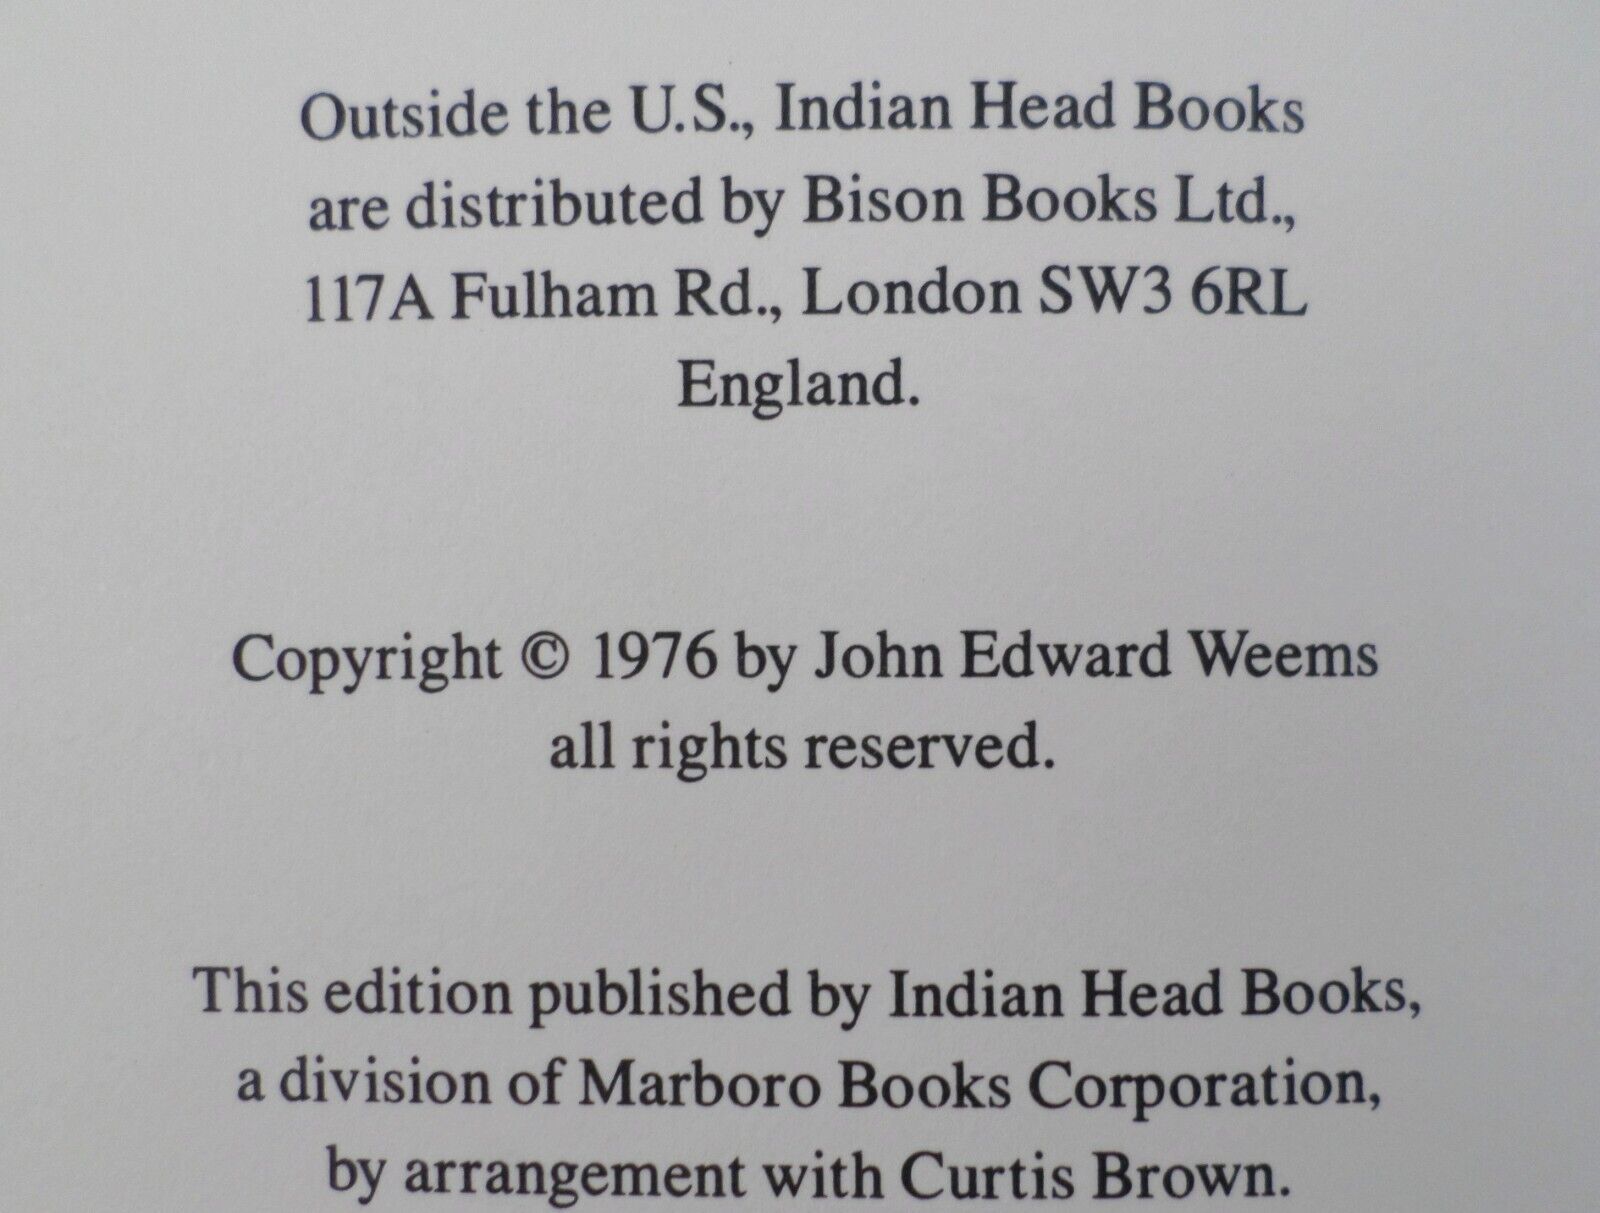 Outside the U.S., Indian Head Books
are distributed by Bison Books Ltd.,
117A Fulham Rd., London SW3 6RL
England.
Copyright © 1976 by John Edward Weems
all rights reserved.
This edition published by Indian Head Books,
a division of Marboro Books Corporation,
by arrangement with Curtis Brown.